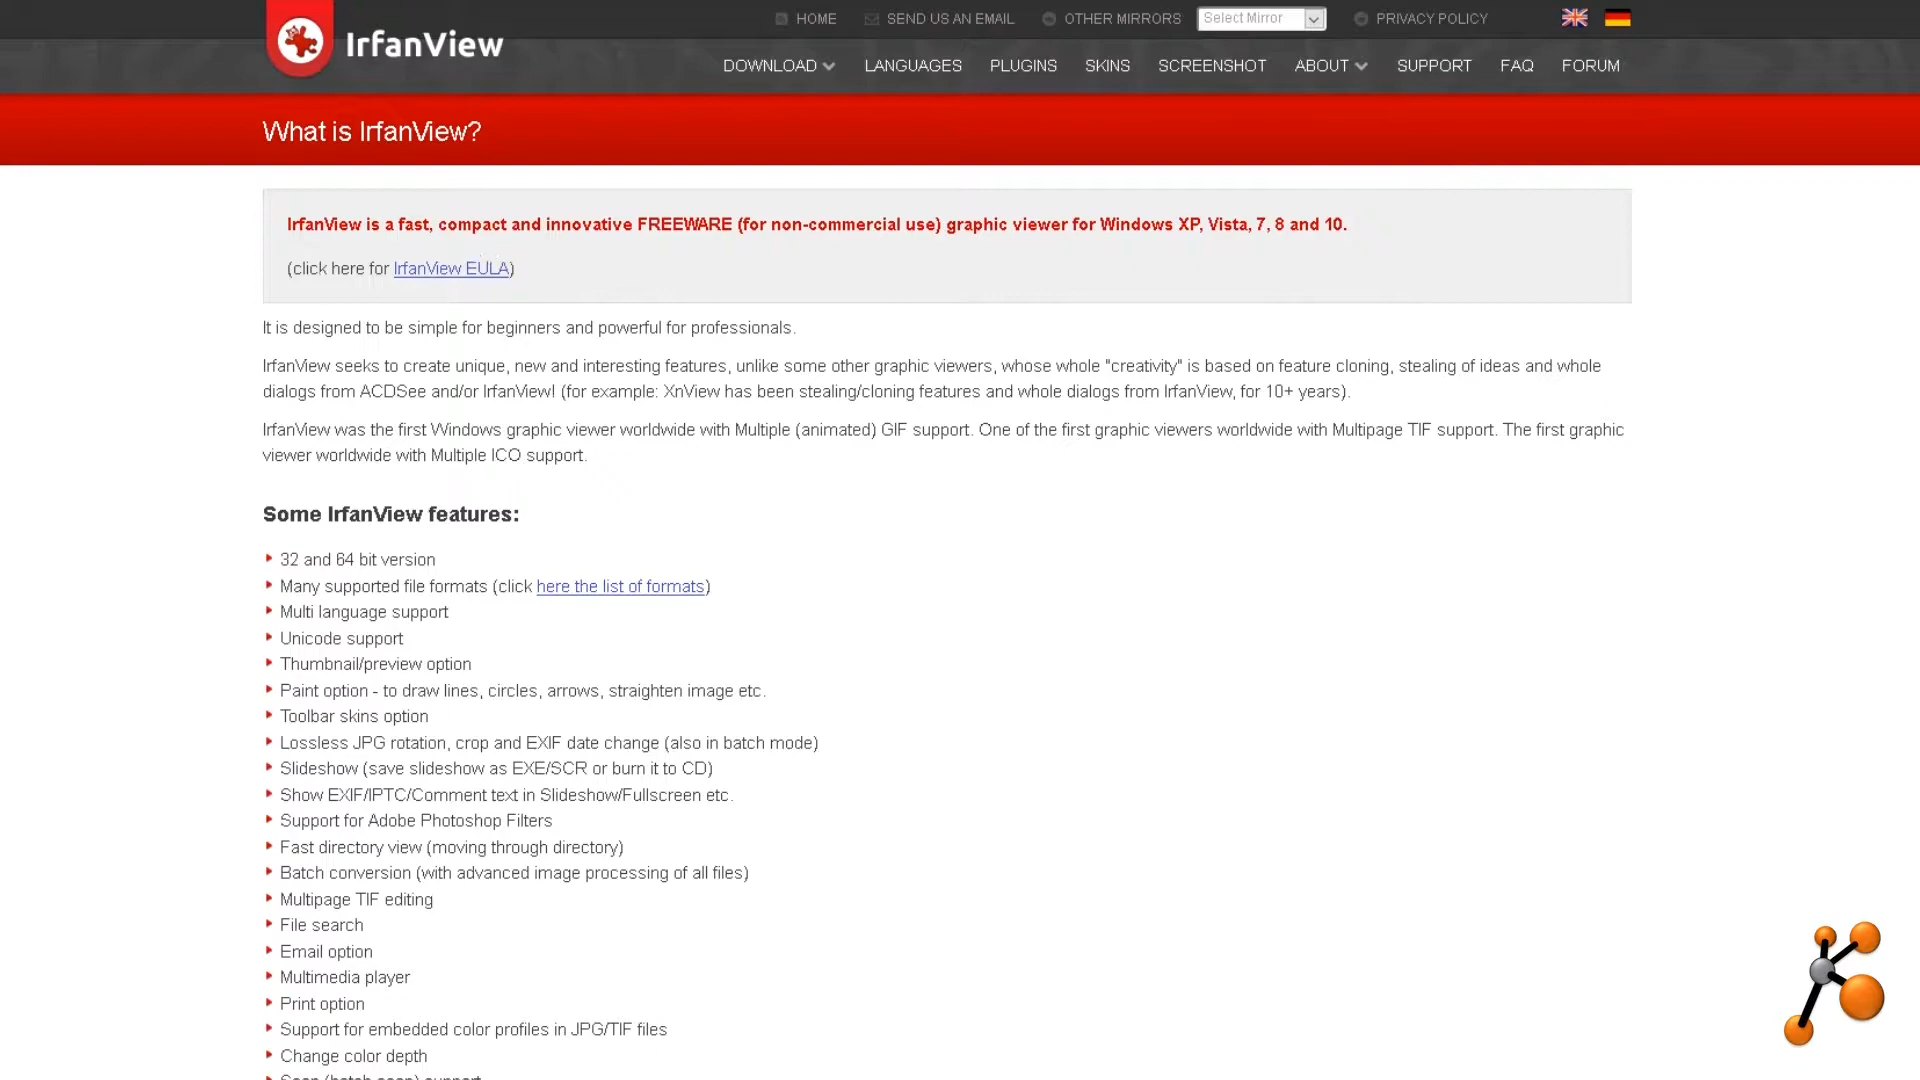 HOME SEND US AN EMAIL OTHER MIRRORS Select Mirror PRIVACY POLICY
IrfanView
DOWNLOAD LANGUAGES PLUGINS SKINS SCREENSHOT ABOUT SUPPORT FAQ FORUM
What is IrfanView?
IrfanView is a fast, compact and innovative FREEWARE (for non-commercial use) graphic viewer for Windows XP, Vista, 7, 8 and 10.
(click here for IrfanView EULA)
It is designed to be simple for beginners and powerful for professionals.
IrfanView seeks to create unique, new and interesting features, unlike some other graphic viewers, whose whole "creativity" is based on feature cloning, stealing of ideas and whole
dialogs from ACDSee and/or IrfanView! (for example: XnView has been stealing/cloning features and whole dialogs from IrfanView, for 10+ years).
IrfanView was the first Windows graphic viewer worldwide with Multiple (animated) GIF support. One of the first graphic viewers worldwide with Multipage TIF support. The first graphic
viewer worldwide with Multiple ICO support.
Some IrfanView features:
32 and 64 bit version
Many supported file formats (click here the list of formats)
Multi language support
Unicode support
Thumbnail/preview option
Paint option - to draw lines, circles, arrows, straighten image etc.
Toolbar skins option
Lossless JPG rotation, crop and EXIF date change (also in batch mode)
Slideshow (save slideshow as EXE/SCR or burn it to CD)
Show EXIF/IPTC/Comment text in Slideshow/Fullscreen etc.
Support for Adobe Photoshop Filters
Fast directory view (moving through directory)
Batch conversion (with advanced image processing of all files)
Multipage TIF editing
File search
Email option
Multimedia player
Print option
Support for embedded color profiles in JPG/TIF files
Change color depth
Scan (batch scan) support